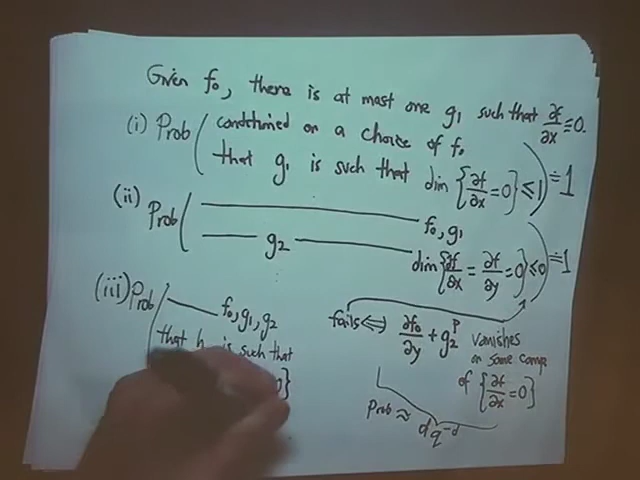 Given f₀, there is at most one g₁ such that ∂f/∂x ≡ 0.
(i) Prob ( conditioned on a choice of f₀
that g₁ is such that dim {∂f/∂x = 0} ≤ 1 ) ≐ 1
(ii) Prob ( ——— f₀, g₁
—— g₂ —— dim {∂f/∂x = ∂f/∂y = 0} ≤ 0 ) ≐ 1
(iii) Prob ( —— f₀, g₁, g₂
that h is such that
0}
fails ⟺ ∂f₀/∂y + g₂ᵖ vanishes
on some comp.
of {∂f/∂x = 0}
Prob ≈ d q⁻ᵈ